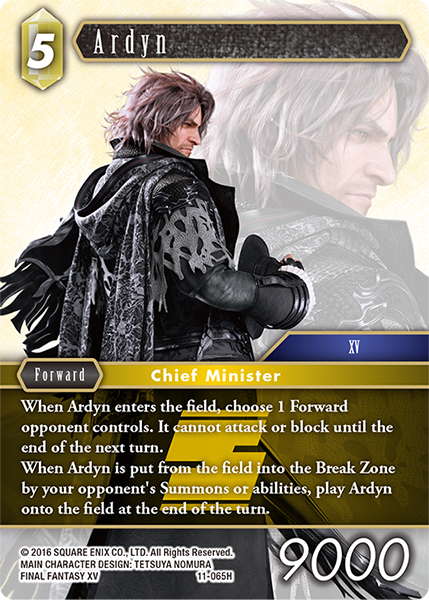 5
Ardyn
XV
Forward
Chief Minister
When Ardyn enters the field, choose 1 Forward
opponent controls. It cannot attack or block until the
end of the next turn.
When Ardyn is put from the field into the Break Zone
by your opponent's Summons or abilities, play Ardyn
onto the field at the end of the turn.
© 2016 SQUARE ENIX CO., LTD. All Rights Reserved.
MAIN CHARACTER DESIGN: TETSUYA NOMURA
FINAL FANTASY XV
11-065H
9000